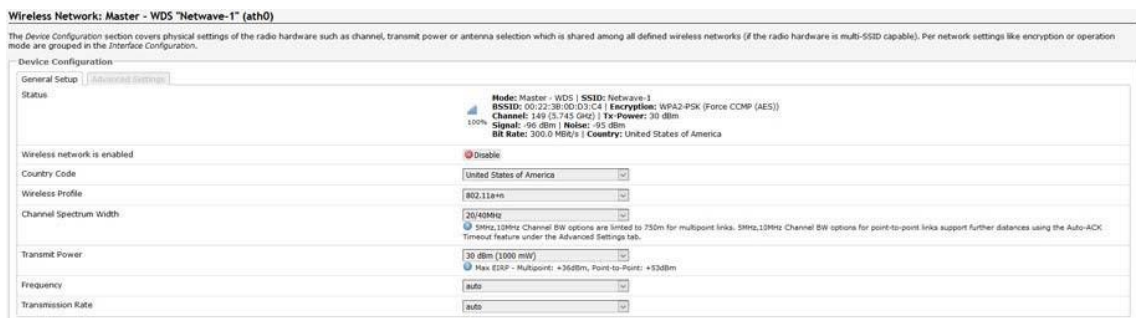 Wireless Network: Master - WDS "Netwave-1" (ath0)
The Device Configuration section covers physical settings of the radio hardware such as channel, transmit power or antenna selection which is shared among all defined wireless networks (if the radio hardware is multi-SSID capable). Per network settings like encryption or operation
mode are grouped in the Interface Configuration.
Device Configuration
General Setup Advanced Settings
Status
Mode: Master - WDS | SSID: Netwave-1
BSSID: 00:22:3B:0D:D3:C4 | Encryption: WPA2-PSK (Force CCMP (AES))
Channel: 149 (5.745 GHz) | Tx-Power: 30 dBm
100% Signal: -96 dBm | Noise: -95 dBm
Bit Rate: 300.0 MBit/s | Country: United States of America
Wireless network is enabled Disable
Country Code United States of America
Wireless Profile 802.11a+n
Channel Spectrum Width 20/40MHz
5MHz,10MHz Channel BW options are limted to 750m for multipoint links. 5MHz,10MHz Channel BW options for point-to-point links support further distances using the Auto-ACK
Timeout feature under the Advanced Settings tab.
Transmit Power 30 dBm (1000 mW)
Max EIRP - Multipoint: +36dBm, Point-to-Point: +53dBm
Frequency auto
Transmission Rate auto